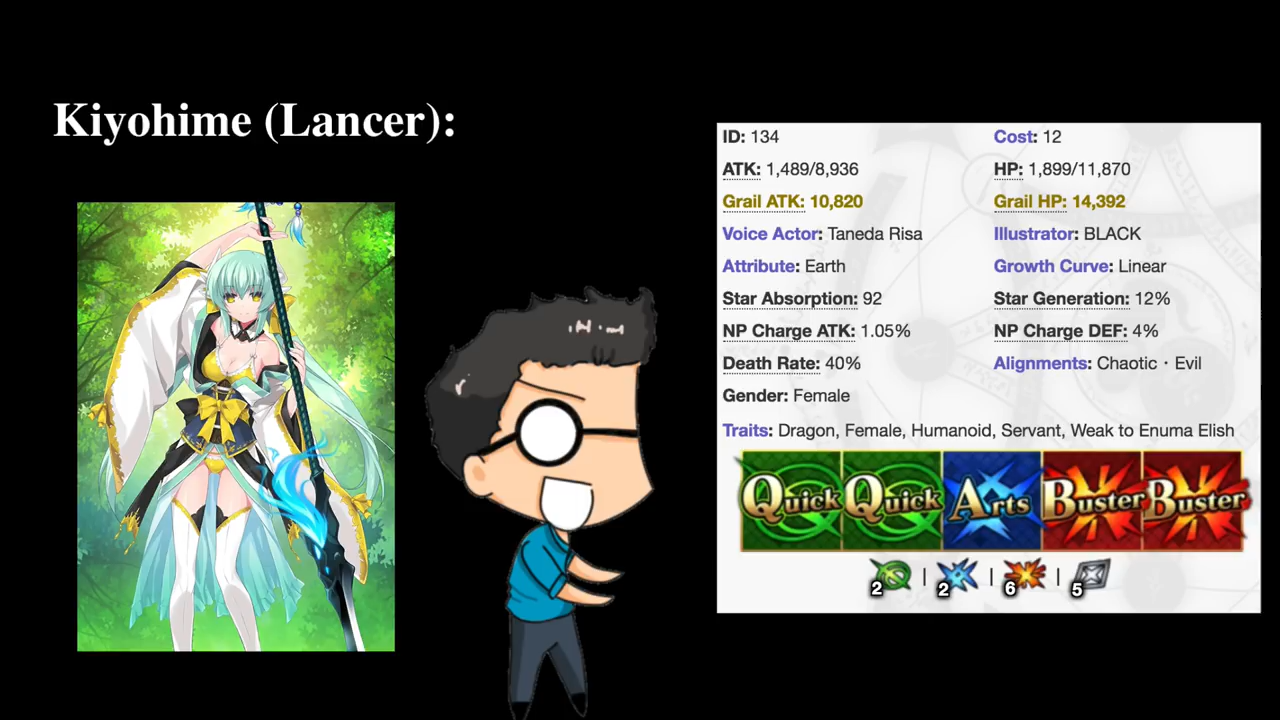 Kiyohime (Lancer):
ID: 134 Cost: 12
ATK: 1,489/8,936 HP: 1,899/11,870
Grail ATK: 10,820 Grail HP: 14,392
Voice Actor: Taneda Risa Illustrator: BLACK
Attribute: Earth Growth Curve: Linear
Star Absorption: 92 Star Generation: 12%
NP Charge ATK: 1.05% NP Charge DEF: 4%
Death Rate: 40% Alignments: Chaotic · Evil
Gender: Female
Traits: Dragon, Female, Humanoid, Servant, Weak to Enuma Elish
Quick Quick Arts Buster Buster
2 | 2 | 6 | 5